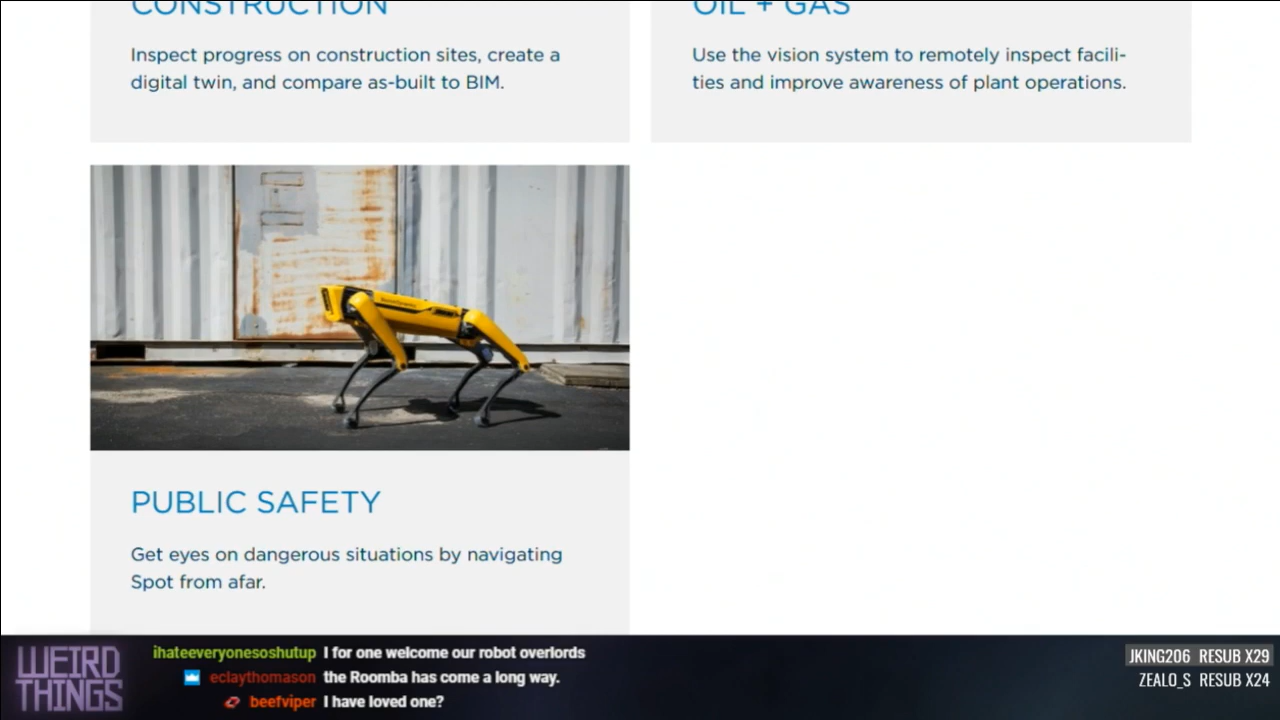 CONSTRUCTION
Inspect progress on construction sites, create a
digital twin, and compare as-built to BIM.
OIL + GAS
Use the vision system to remotely inspect facili-
ties and improve awareness of plant operations.
PUBLIC SAFETY
Get eyes on dangerous situations by navigating
Spot from afar.
WEIRD
THINGS
ihateeveryonesoshutup I for one welcome our robot overlords
eclaythomason the Roomba has come a long way.
beefviper I have loved one?
JKING206 RESUB X29
ZEALO_S RESUB X24